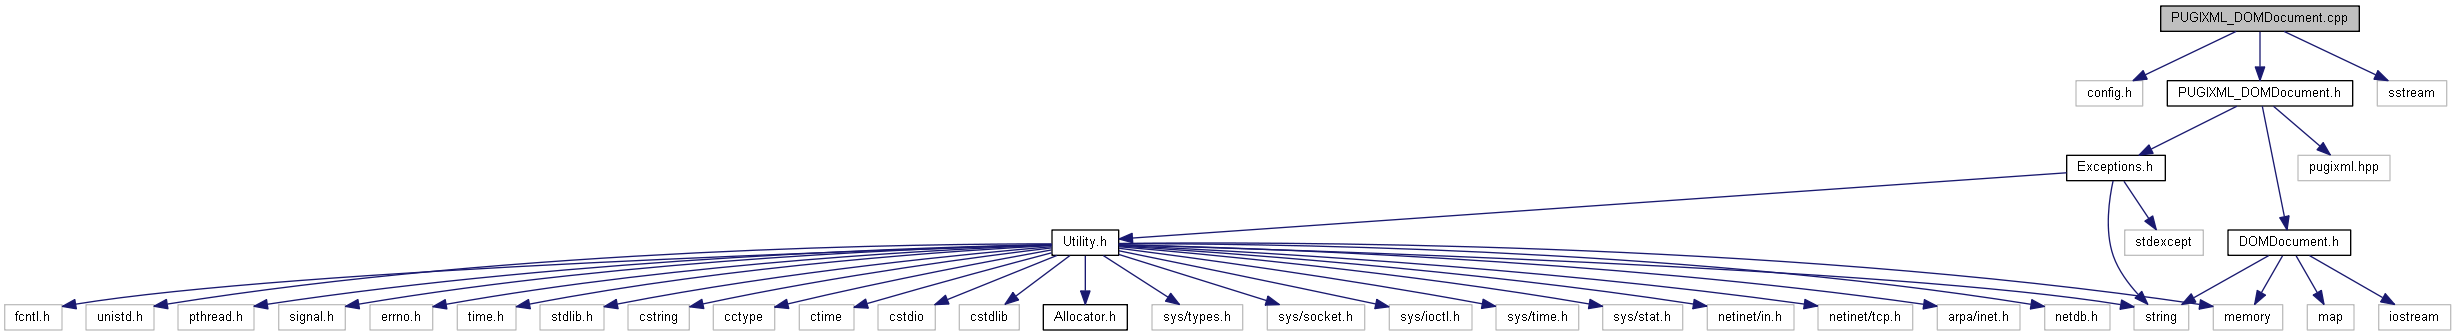 PUGIXML_DOMDocument.cpp
config.h
PUGIXML_DOMDocument.h
sstream
Exceptions.h
pugixml.hpp
Utility.h
stdexcept
DOMDocument.h
fcntl.h
unistd.h
pthread.h
signal.h
errno.h
time.h
stdlib.h
cstring
cctype
ctime
cstdio
cstdlib
Allocator.h
sys/types.h
sys/socket.h
sys/ioctl.h
sys/time.h
sys/stat.h
netinet/in.h
netinet/tcp.h
arpa/inet.h
netdb.h
string
memory
map
iostream